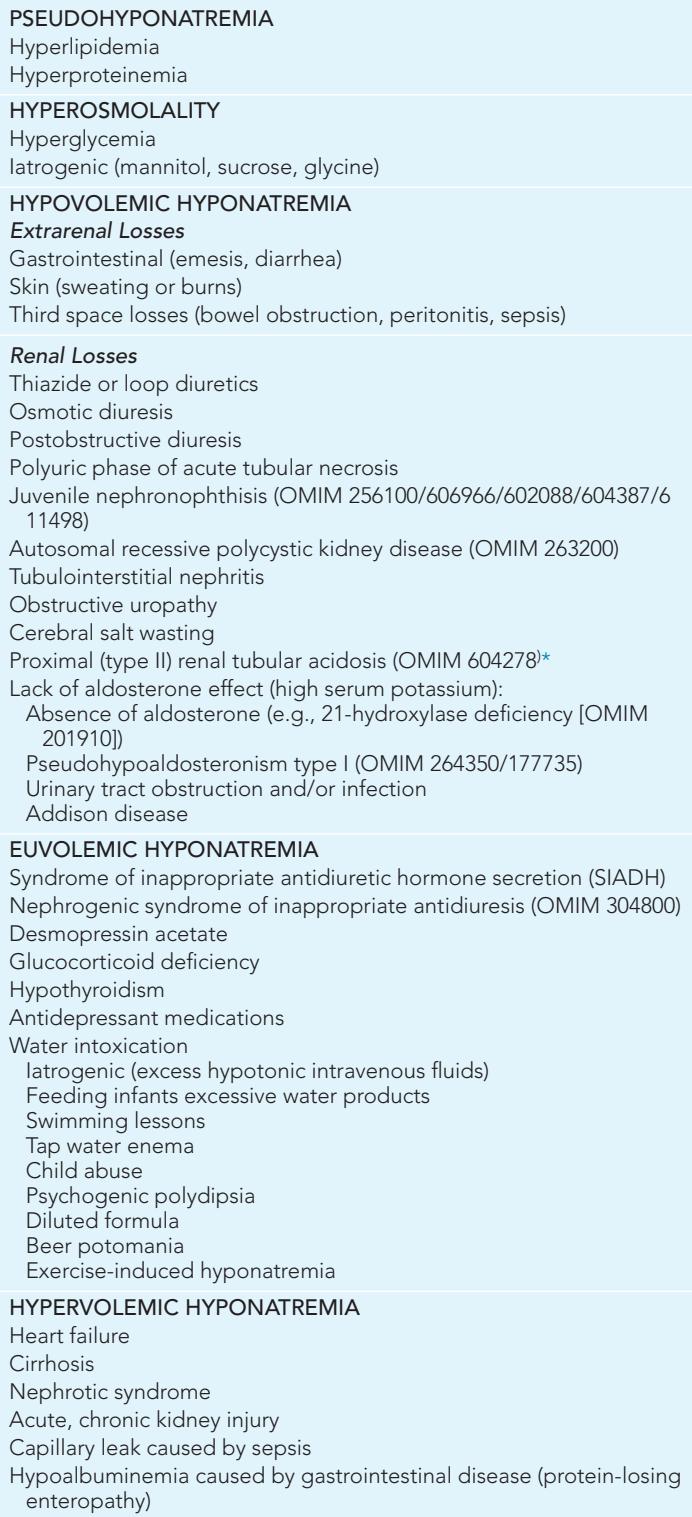 PSEUDOHYPONATREMIA
Hyperlipidemia
Hyperproteinemia
HYPEROSMOLALITY
Hyperglycemia
Iatrogenic (mannitol, sucrose, glycine)
HYPOVOLEMIC HYPONATREMIA
Extrarenal Losses
Gastrointestinal (emesis, diarrhea)
Skin (sweating or burns)
Third space losses (bowel obstruction, peritonitis, sepsis)
Renal Losses
Thiazide or loop diuretics
Osmotic diuresis
Postobstructive diuresis
Polyuric phase of acute tubular necrosis
Juvenile nephronophthisis (OMIM 256100/606966/602088/604387/6
11498)
Autosomal recessive polycystic kidney disease (OMIM 263200)
Tubulointerstitial nephritis
Obstructive uropathy
Cerebral salt wasting
Proximal (type II) renal tubular acidosis (OMIM 604278)*
Lack of aldosterone effect (high serum potassium):
Absence of aldosterone (e.g., 21-hydroxylase deficiency [OMIM
201910])
Pseudohypoaldosteronism type I (OMIM 264350/177735)
Urinary tract obstruction and/or infection
Addison disease
EUVOLEMIC HYPONATREMIA
Syndrome of inappropriate antidiuretic hormone secretion (SIADH)
Nephrogenic syndrome of inappropriate antidiuresis (OMIM 304800)
Desmopressin acetate
Glucocorticoid deficiency
Hypothyroidism
Antidepressant medications
Water intoxication
Iatrogenic (excess hypotonic intravenous fluids)
Feeding infants excessive water products
Swimming lessons
Tap water enema
Child abuse
Psychogenic polydipsia
Diluted formula
Beer potomania
Exercise-induced hyponatremia
HYPERVOLEMIC HYPONATREMIA
Heart failure
Cirrhosis
Nephrotic syndrome
Acute, chronic kidney injury
Capillary leak caused by sepsis
Hypoalbuminemia caused by gastrointestinal disease (protein-losing
enteropathy)